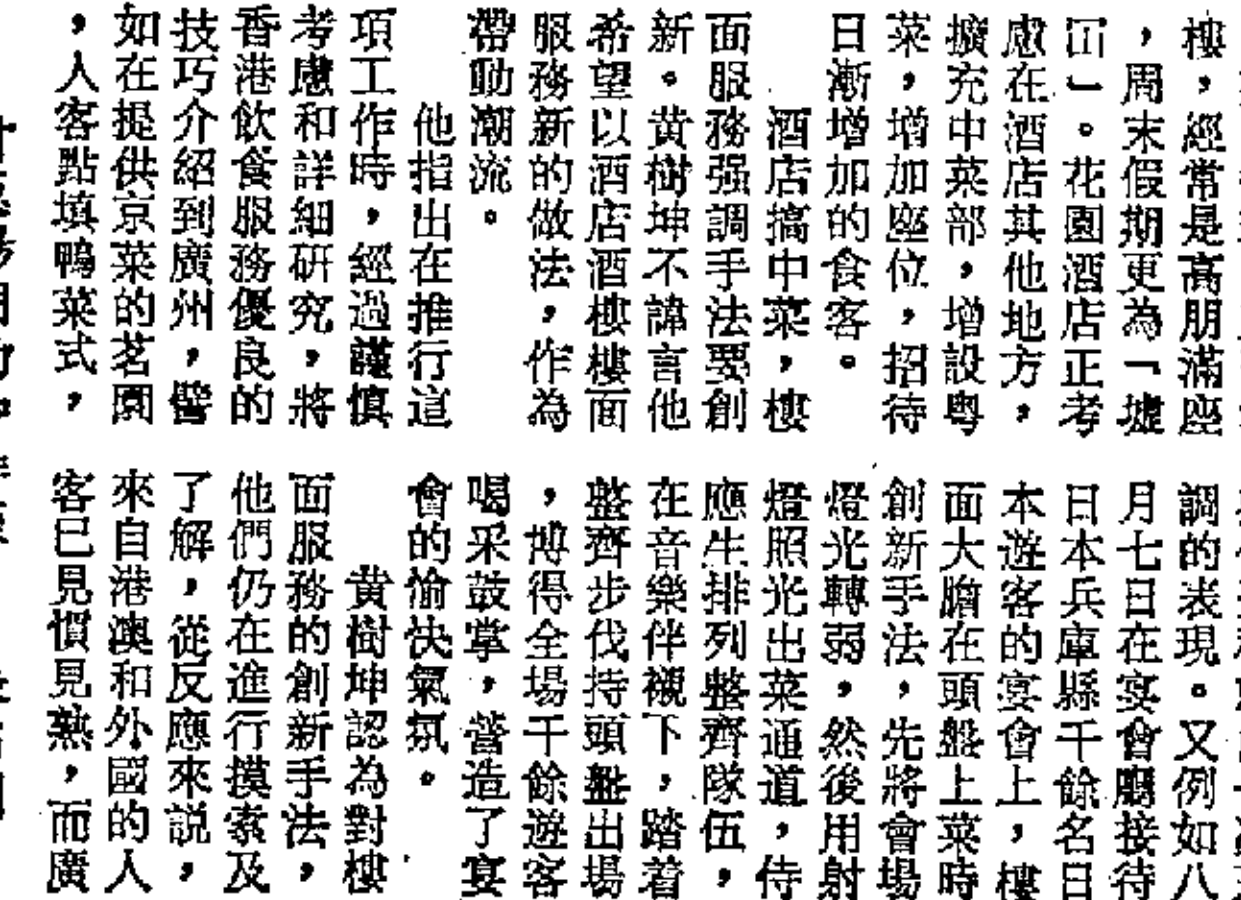 樓，經常是高朋滿座
，周末假期更為「墟
冚」。花園酒店正考
慮在酒店其他地方，
擴充中菜部，增設粵
菜，增加座位，招待
日漸增加的食客。
酒店搞中菜，樓
面服務强調手法要創
新。黃樹坤不諱言他
希望以酒店酒樓樓面
服務新的做法，作為
帶動潮流。
他指出在推行這
項工作時，經過謹慎
考慮和詳細研究，將
香港飲食服務優良的
技巧介紹到廣州，譬
如在提供京菜的茗園
，人客點填鴨菜式，
調的表現。又例如八
月七日在宴會廳接待
日本兵庫縣千餘名日
本遊客的宴會上，樓
面大膽在頭盤上菜時
創新手法，先將會場
燈光轉弱，然後用射
燈照光出菜通道，侍
應生排列整齊隊伍，
在音樂伴襯下，踏着
整齊步伐持頭盤出場
，博得全場千餘遊客
喝采鼓掌，營造了宴
會的愉快氣氛。
黃樹坤認為對樓
面服務的創新手法，
他們仍在進行摸索及
了解，從反應來説，
來自港澳和外國的人
客已見慣見熟，而廣